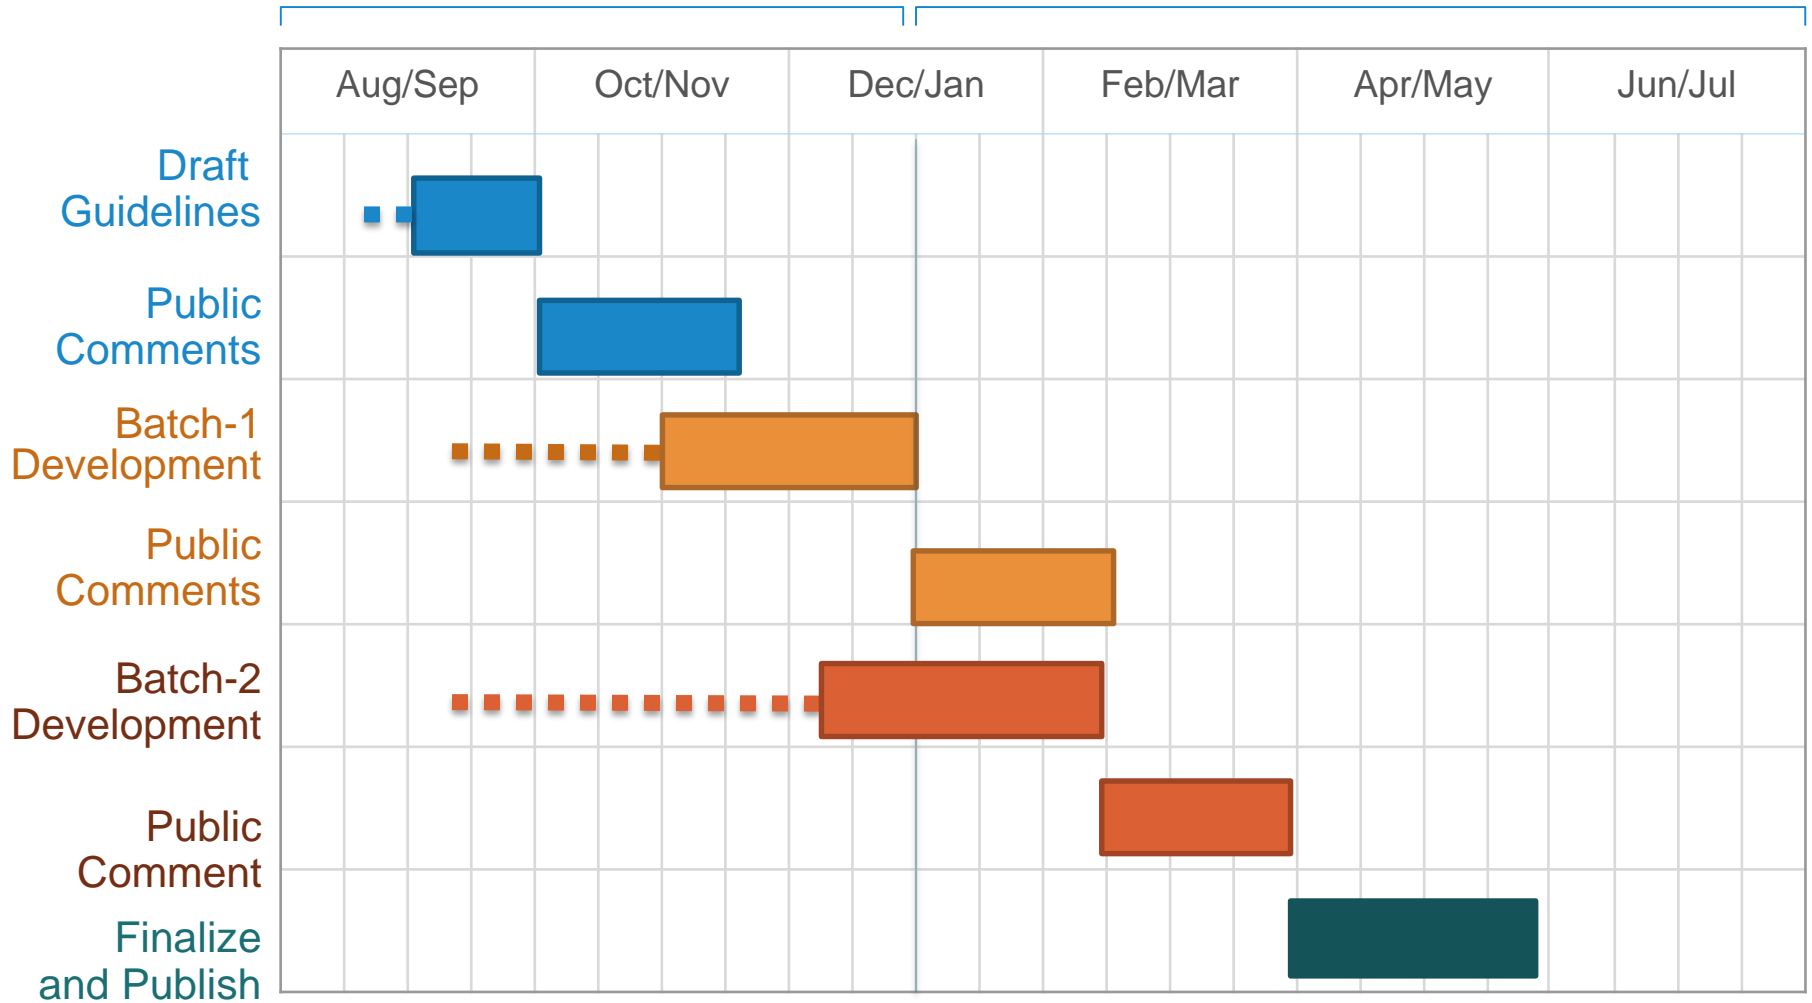 Aug/Sep
Oct/Nov
Dec/Jan
Feb/Mar
Apr/May
Jun/Jul
Draft
Guidelines
Public
Comments
Batch-1
Development
Public
Comments
Batch-2
Development
Public
Comment
Finalize
and Publish